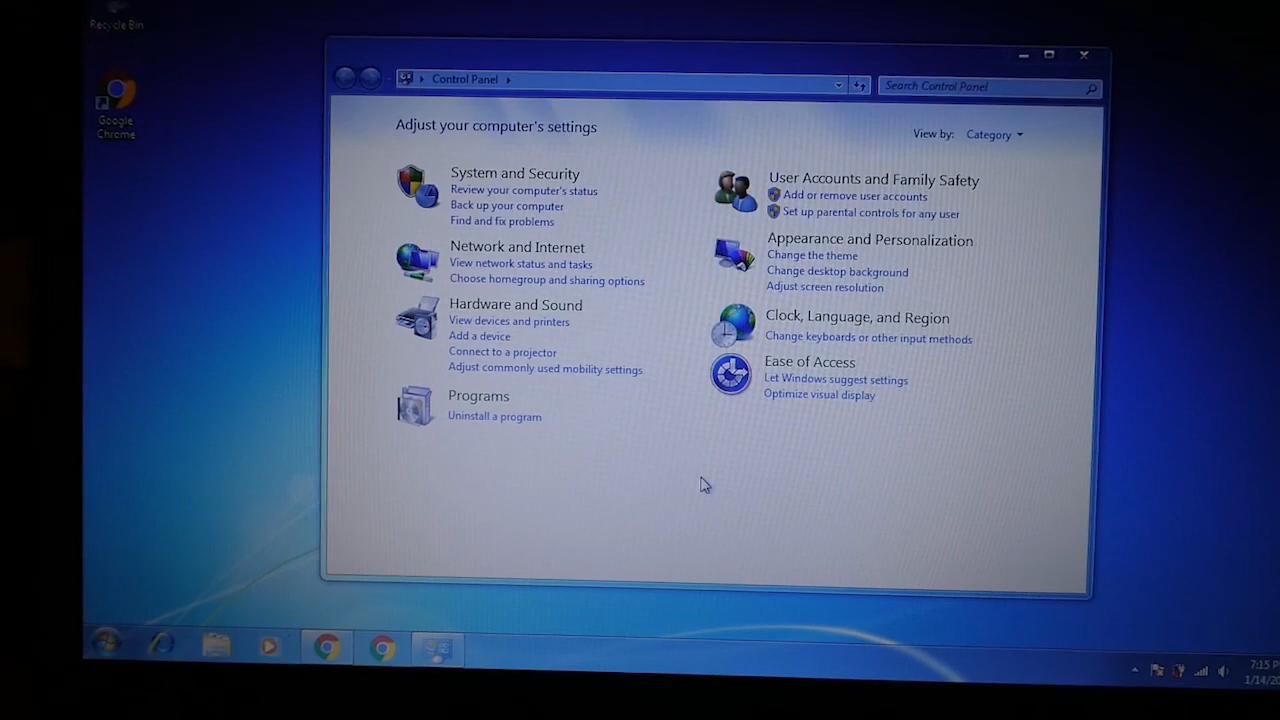 Recycle Bin
Google
Chrome
Control Panel
Search Control Panel
Adjust your computer's settings
View by: Category
System and Security
Review your computer's status
Back up your computer
Find and fix problems
Network and Internet
View network status and tasks
Choose homegroup and sharing options
Hardware and Sound
View devices and printers
Add a device
Connect to a projector
Adjust commonly used mobility settings
Programs
Uninstall a program
User Accounts and Family Safety
Add or remove user accounts
Set up parental controls for any user
Appearance and Personalization
Change the theme
Change desktop background
Adjust screen resolution
Clock, Language, and Region
Change keyboards or other input methods
Ease of Access
Let Windows suggest settings
Optimize visual display
7:15 P
1/14/20